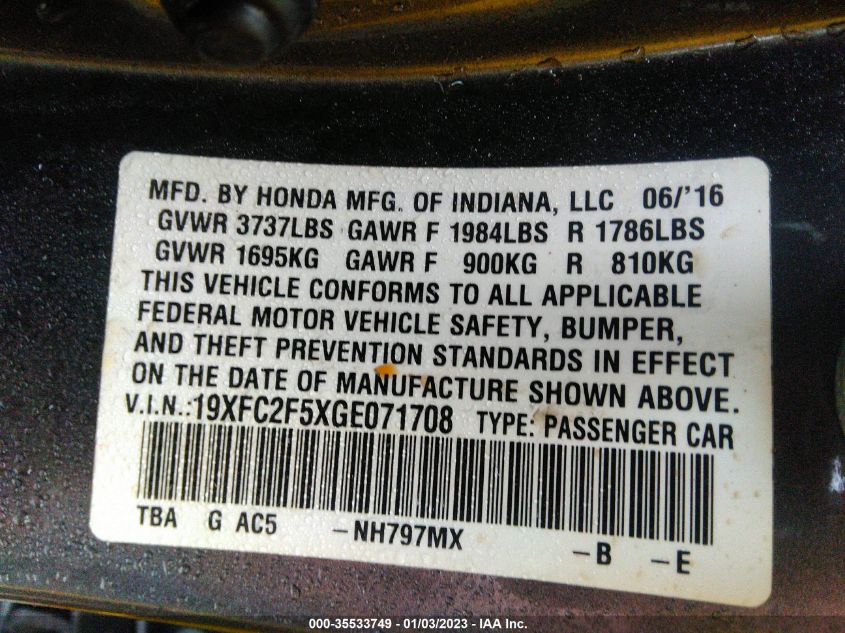 MFD. BY HONDA MFG. OF INDIANA, LLC 06/'16
GVWR 3737LBS GAWR F 1984LBS R 1786LBS
GVWR 1695KG GAWR F 900KG R 810KG
THIS VEHICLE CONFORMS TO ALL APPLICABLE
FEDERAL MOTOR VEHICLE SAFETY, BUMPER,
AND THEFT PREVENTION STANDARDS IN EFFECT
ON THE DATE OF MANUFACTURE SHOWN ABOVE.
V.I.N.:19XFC2F5XGE071708 TYPE: PASSENGER CAR
TBA G AC5 -NH797MX -B -E
000-35533749 - 01/03/2023 - IAA Inc.